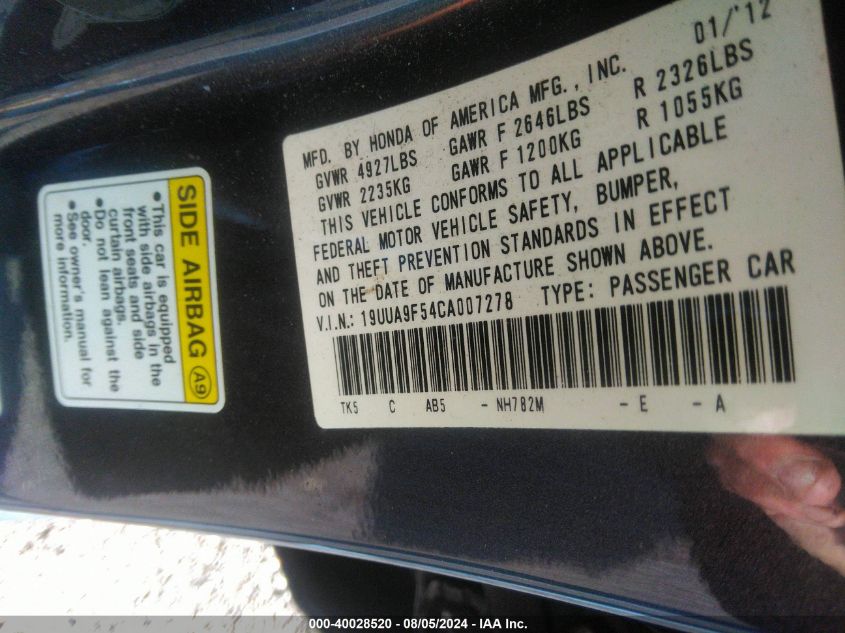 SIDE AIRBAG A9
•This car is equipped
with side airbags in the
front seats and side
curtain airbags.
•Do not lean against the
door.
•See owner's manual for
more information.
01/'12
MFD. BY HONDA OF AMERICA MFG., INC.
GVWR 4927LBS GAWR F 2646LBS R 2326LBS
GVWR 2235KG GAWR F 1200KG R 1055KG
THIS VEHICLE CONFORMS TO ALL APPLICABLE
FEDERAL MOTOR VEHICLE SAFETY, BUMPER,
AND THEFT PREVENTION STANDARDS IN EFFECT
ON THE DATE OF MANUFACTURE SHOWN ABOVE.
V.I.N.: 19UUA9F54CA007278 TYPE: PASSENGER CAR
TK5 C AB5 - NH782M - E - A
000-40028520 - 08/05/2024 - IAA Inc.